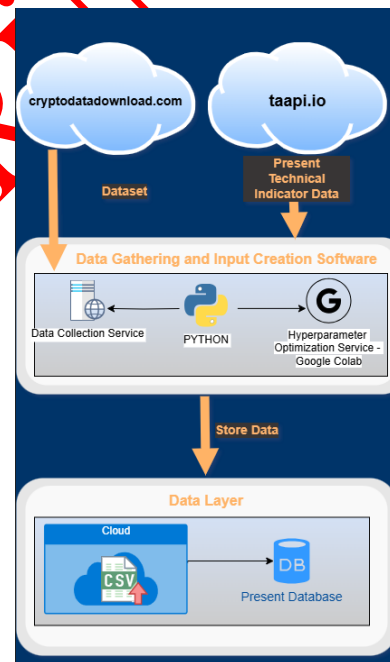 cryptodatadownload.com
taapi.io
Dataset
Present
Technical
Indicator Data
Data Gathering and Input Creation Software
Data Collection Service
PYTHON
G
Hyperparameter
Optimization Service -
Google Colab
Store Data
Data Layer
Cloud
CSV
DB
Present Database